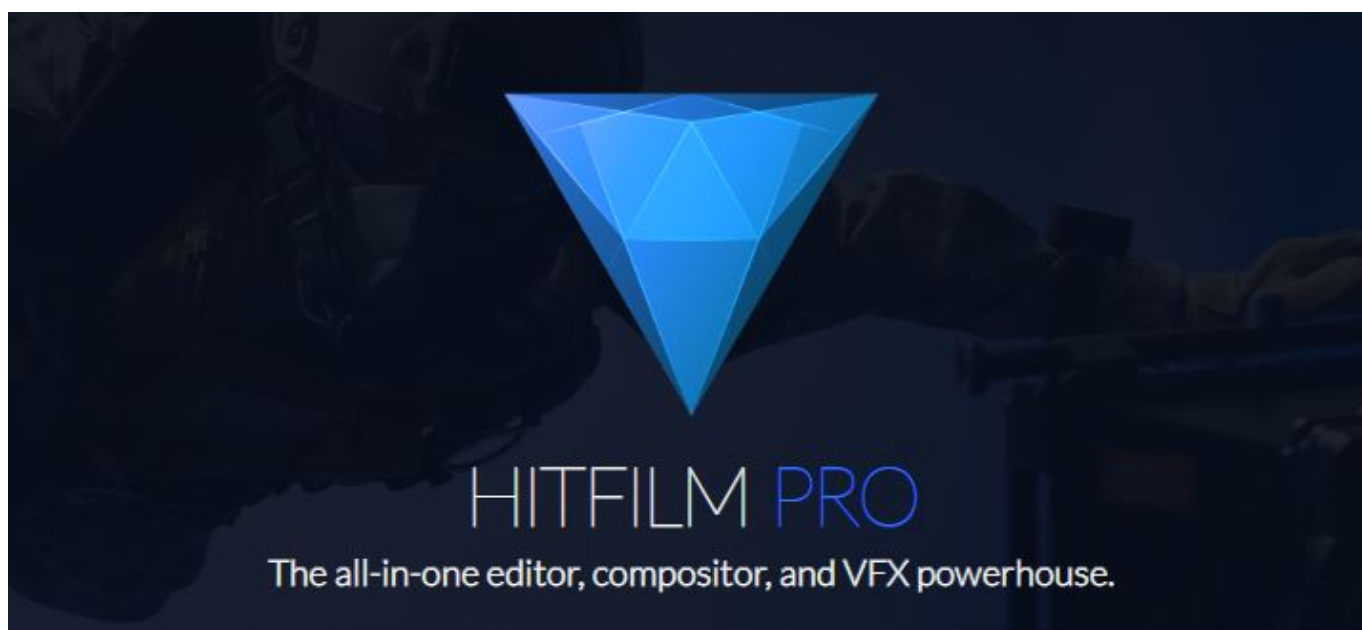 HITFILM PRO
The all-in-one editor, compositor, and VFX powerhouse.